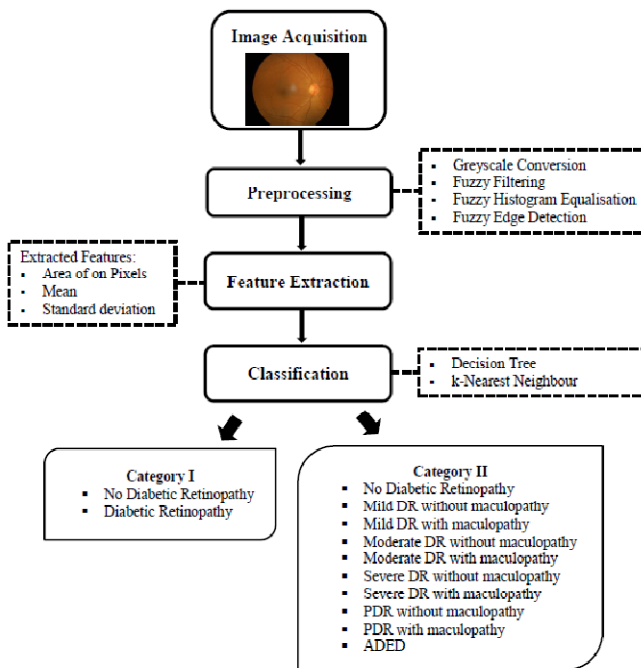 Image Acquisition
Preprocessing
Greyscale Conversion
Fuzzy Filtering
Fuzzy Histogram Equalisation
Fuzzy Edge Detection
Extracted Features:
Area of on Pixels
Mean
Standard deviation
Feature Extraction
Classification
Decision Tree
k-Nearest Neighbour
Category I
No Diabetic Retinopathy
Diabetic Retinopathy
Category II
No Diabetic Retinopathy
Mild DR without maculopathy
Mild DR with maculopathy
Moderate DR without maculopathy
Moderate DR with maculopathy
Severe DR without maculopathy
Severe DR with maculopathy
PDR without maculopathy
PDR with maculopathy
ADED